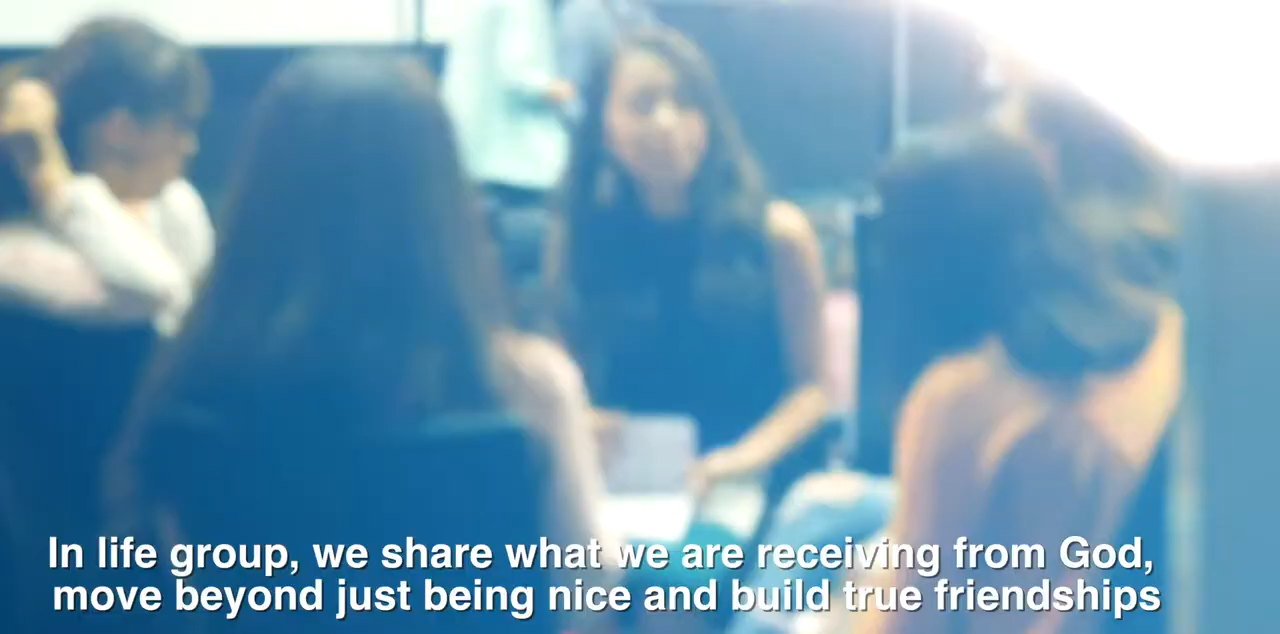 In life group, we share what we are receiving from God,
move beyond just being nice and build true friendships